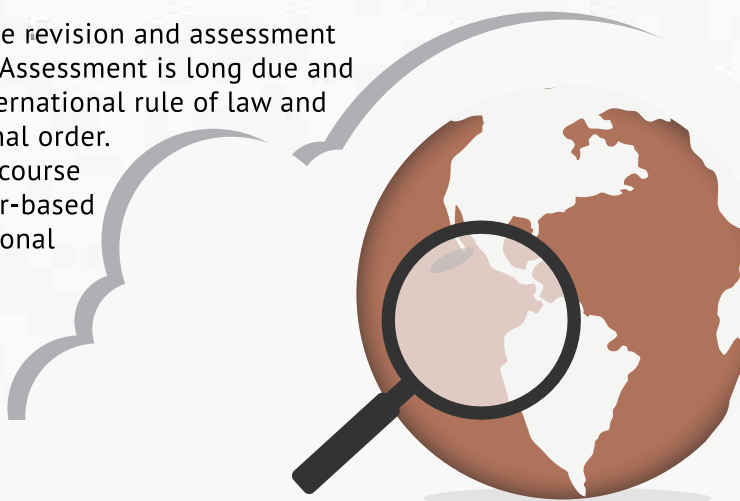 e revision and assessment
Assessment is long due and
ernational rule of law and
nal order.
course
r-based
onal